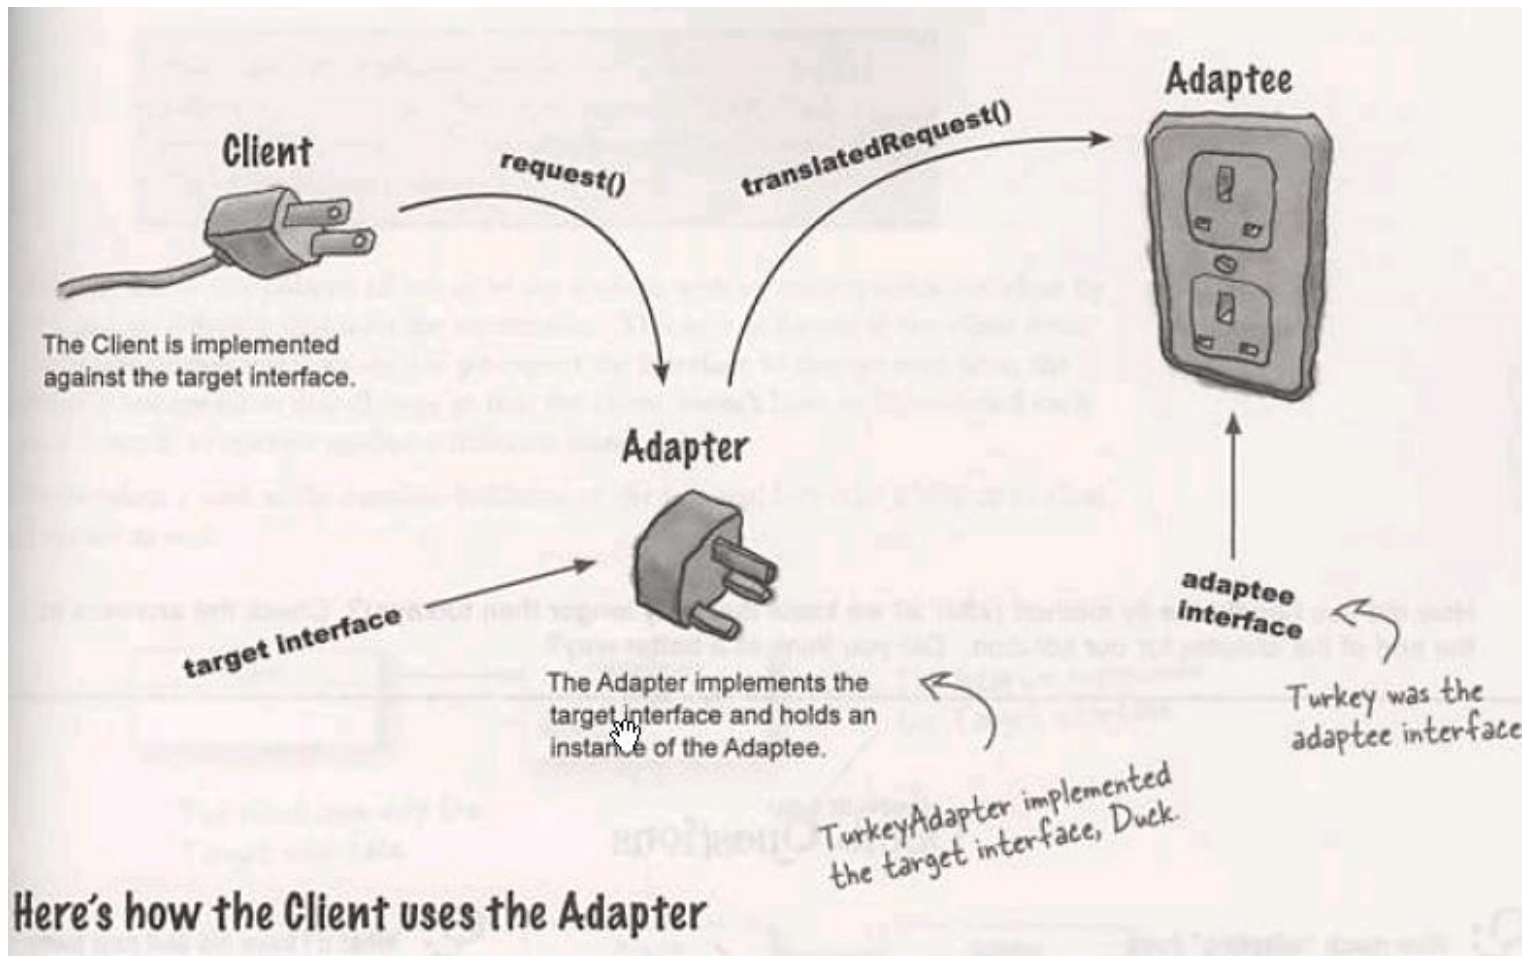 Adaptee
Client
request()
translatedRequest()
The Client is implemented
against the target interface.
Adapter
target interface
adaptee
interface
The Adapter implements the
target interface and holds an
instance of the Adaptee.
Turkey was the
adaptee interface
TurkeyAdapter implemented
the target interface, Duck.
Here's how the Client uses the Adapter